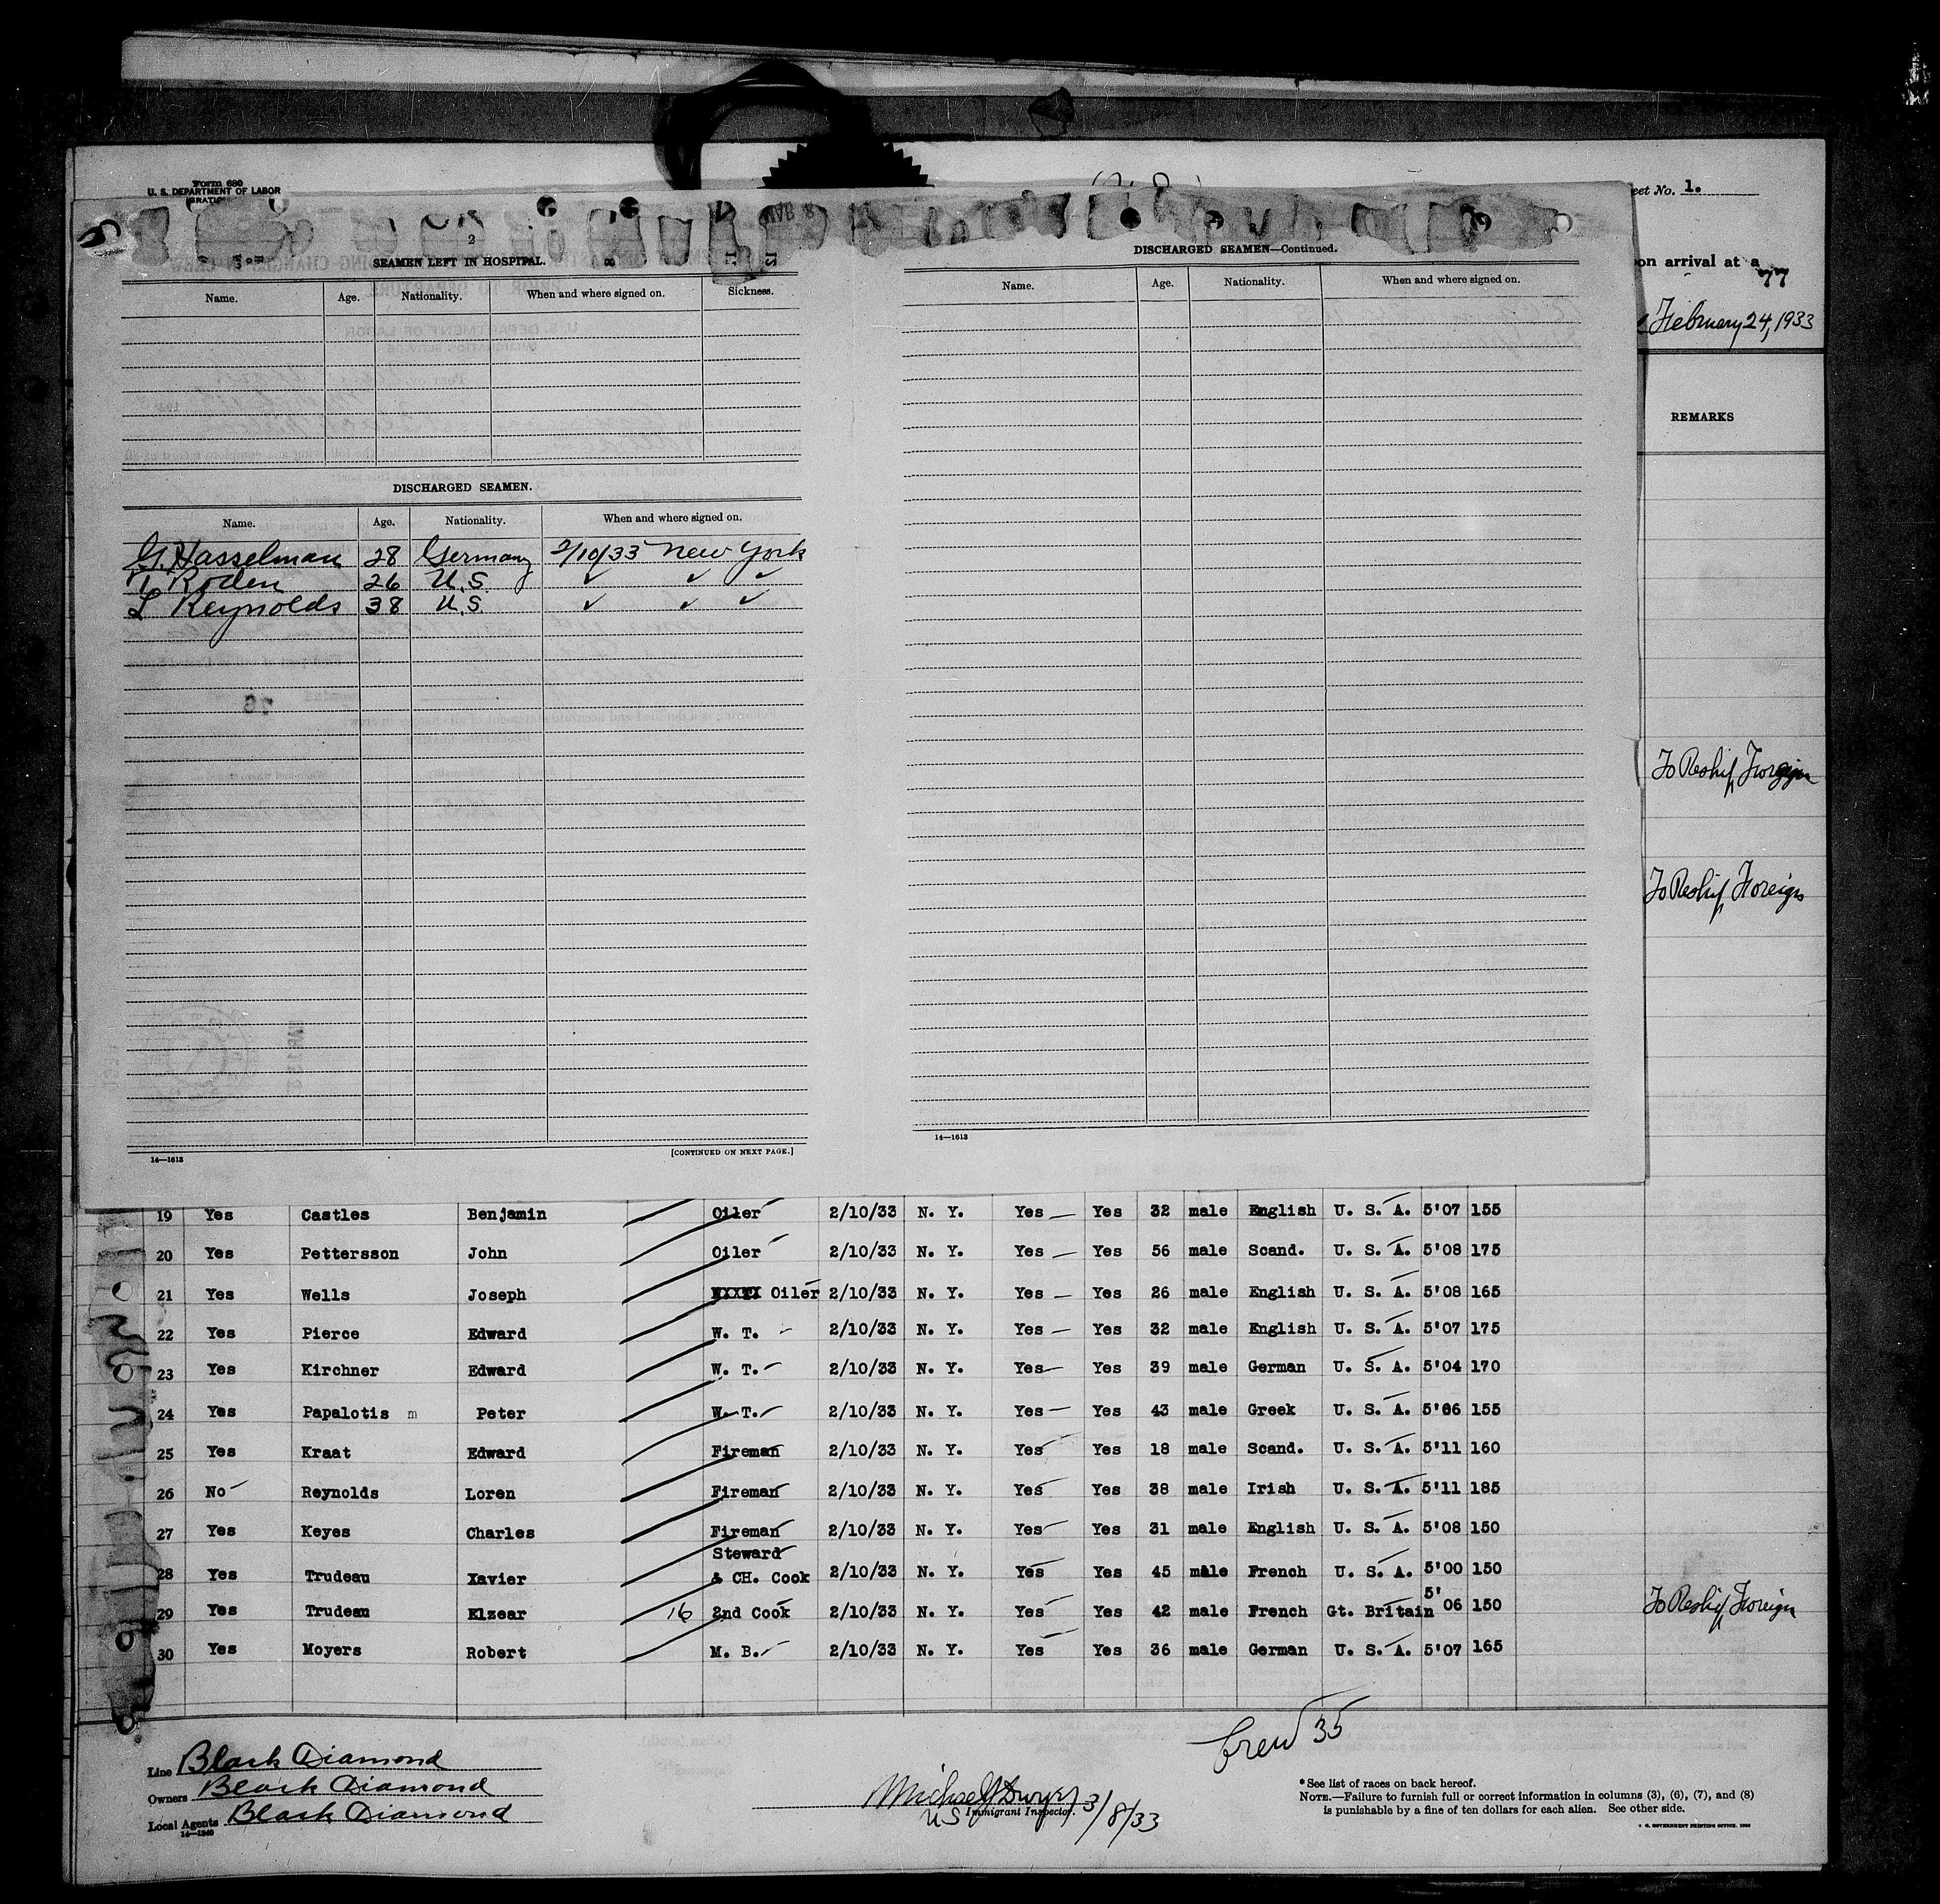 Form 680
U. S. DEPARTMENT OF LABOR
eet No. 1.
on arrival at a
77
February 24, 1933
REMARKS
To Reship Foreign
To Reship Foreign
2
SEAMEN LEFT IN HOSPITAL.
Name. Age. Nationality. When and where signed on. Sickness.
DISCHARGED SEAMEN.
Name. Age. Nationality. When and where signed on.
G. Hasselman 28 Germany 2/10/33 New York
Roden 26 U.S. ✓ ✓ ✓
L Reynolds 38 U.S. ✓ ✓ ✓
14—1613
[CONTINUED ON NEXT PAGE.]
DISCHARGED SEAMEN—Continued.
Name. Age. Nationality. When and where signed on.
14—1613
19 Yes Castles Benjamin Oiler 2/10/33 N. Y. Yes Yes 32 male English U. S. A. 5'07 155
20 Yes Pettersson John Oiler 2/10/33 N. Y. Yes Yes 56 male Scand. U. S. A. 5'08 175
21 Yes Wells Joseph Oiler 2/10/33 N. Y. Yes Yes 26 male English U. S. A. 5'08 165
22 Yes Pierce Edward W. T. 2/10/33 N. Y. Yes Yes 32 male English U. S. A. 5'07 175
23 Yes Kirchner Edward W. T. 2/10/33 N. Y. Yes Yes 39 male German U. S. A. 5'04 170
24 Yes Papalotis m Peter W. T. 2/10/33 N. Y. Yes Yes 43 male Greek U. S. A. 5'06 155
25 Yes Kraat Edward Fireman 2/10/33 N. Y. Yes Yes 18 male Scand. U. S. A. 5'11 160
26 No Reynolds Loren Fireman 2/10/33 N. Y. Yes Yes 38 male Irish U. S. A. 5'11 185
27 Yes Keyes Charles Fireman 2/10/33 N. Y. Yes Yes 31 male English U. S. A. 5'08 150
28 Yes Trudeau Xavier Steward & CH. Cook 2/10/33 N. Y. Yes Yes 45 male French U. S. A. 5'00 150
29 Yes Trudeau Elzear 16 2nd Cook 2/10/33 N. Y. Yes Yes 42 male French Gt. Britain 5' 06 150 To Reship Foreign
30 Yes Moyers Robert M. B. 2/10/33 N. Y. Yes Yes 36 male German U. S. A. 5'07 165
Crew 35
Line Black Diamond
Owners Black Diamond
Local Agents Black Diamond
14—1240
Michael J Dwyer 3/8/33
US Immigrant Inspector.
* See list of races on back hereof.
NOTE.—Failure to furnish full or correct information in columns (3), (6), (7), and (8)
is punishable by a fine of ten dollars for each alien. See other side.